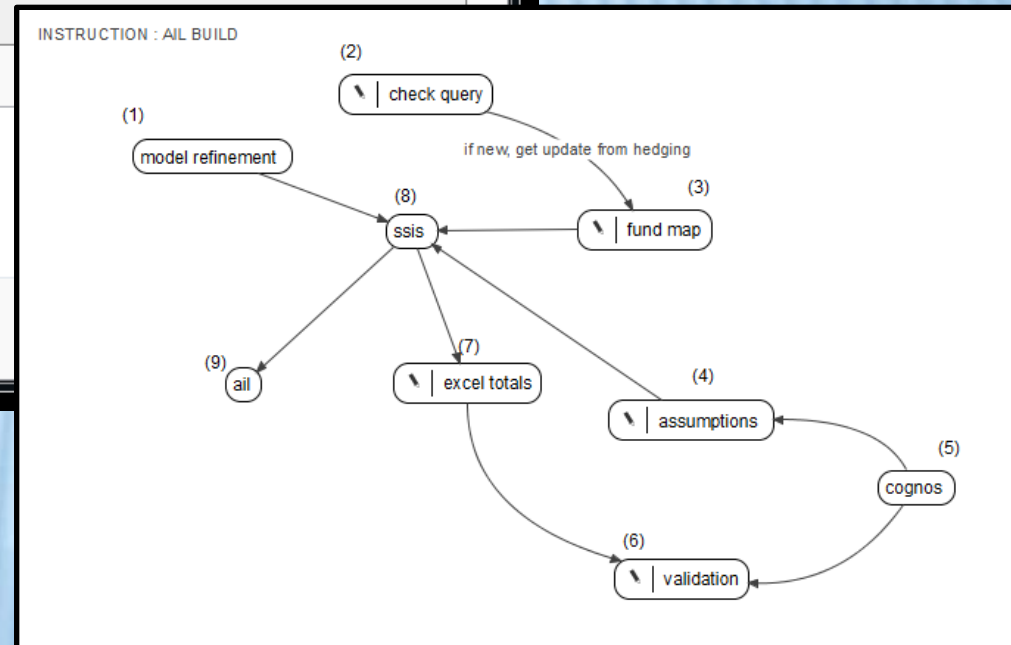 INSTRUCTION : AIL BUILD
(2)
check query
(1)
model refinement
if new, get update from hedging
(3)
fund map
(8)
ssis
(7)
excel totals
(9)
ail
(4)
assumptions
(5)
cognos
(6)
validation